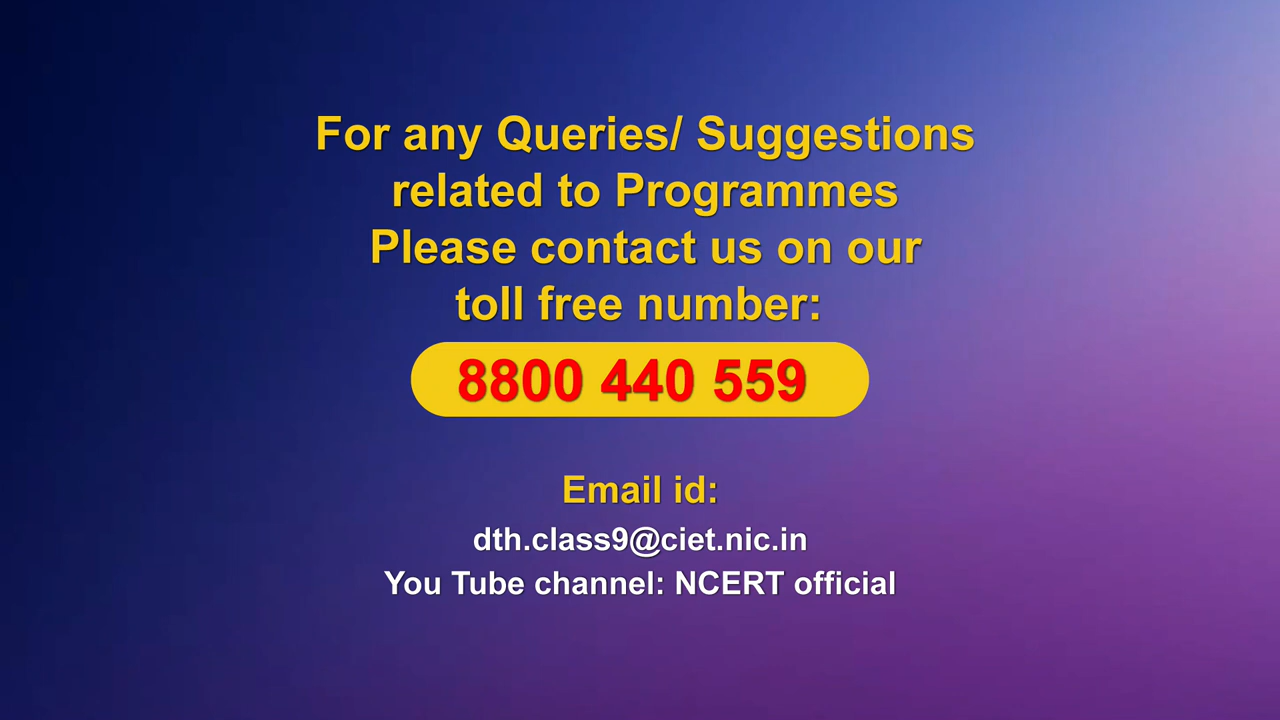 For any Queries/ Suggestions
related to Programmes
Please contact us on our
toll free number:
8800 440 559
Email id:
dth.class9@ciet.nic.in
You Tube channel: NCERT official